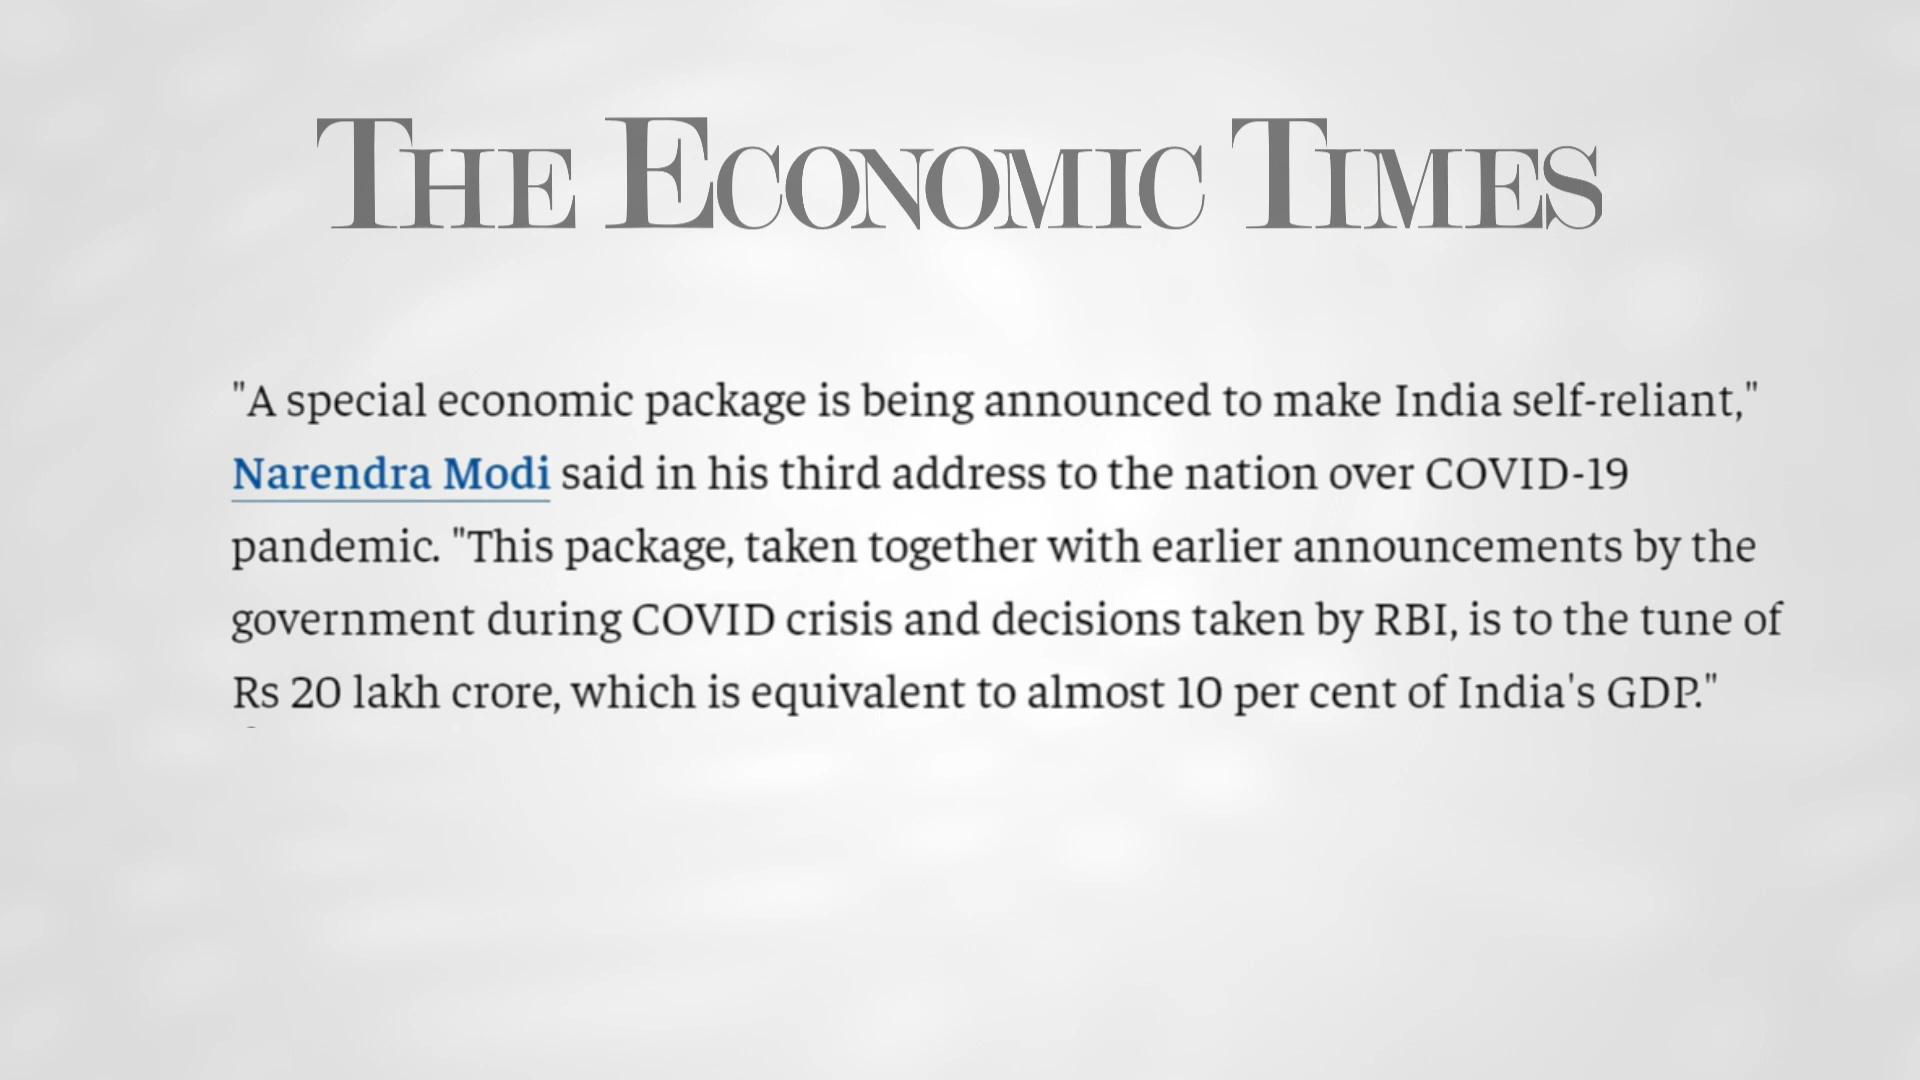 THE ECONOMIC TIMES
"A special economic package is being announced to make India self-reliant,"
Narendra Modi said in his third address to the nation over COVID-19
pandemic. "This package, taken together with earlier announcements by the
government during COVID crisis and decisions taken by RBI, is to the tune of
Rs 20 lakh crore, which is equivalent to almost 10 per cent of India's GDP."